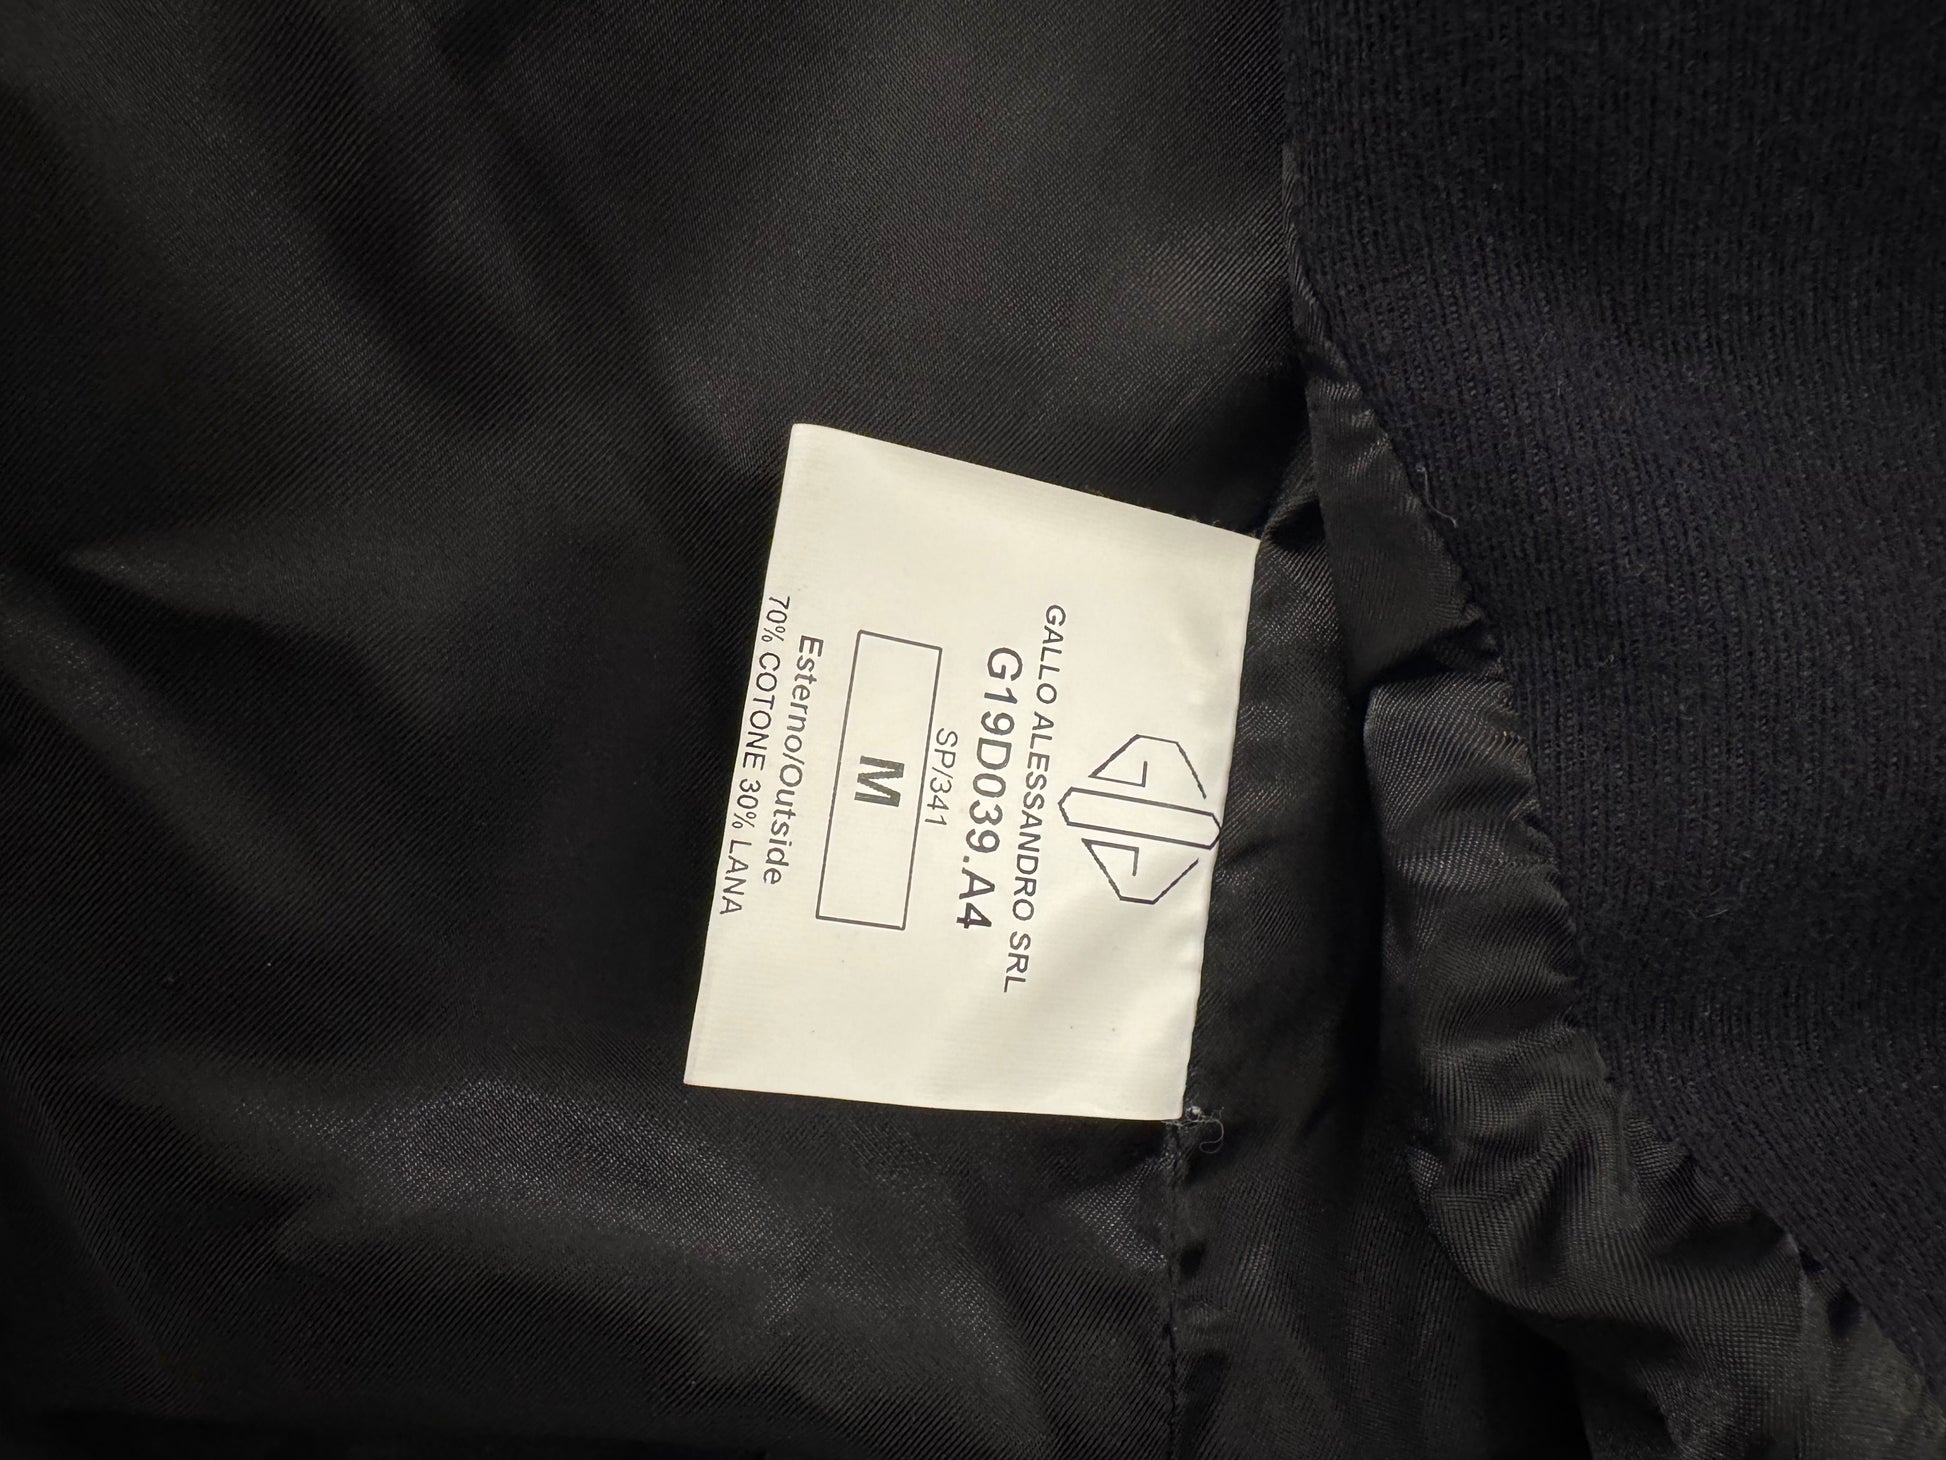 GALLO ALESSANDRO SRL
G19D039.A4
SP/341
M
Esterno/Outside
70% COTONE 30% LANA